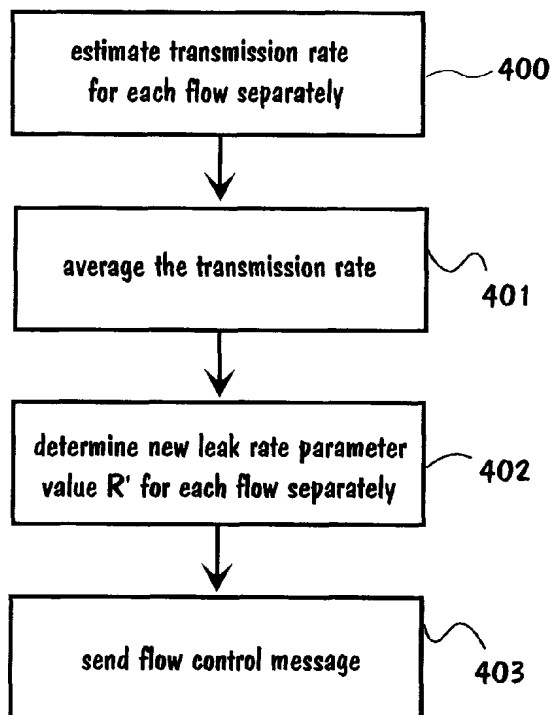 estimate transmission rate
for each flow separately
400
average the transmission rate
401
determine new leak rate parameter
value R' for each flow separately
402
send flow control message
403